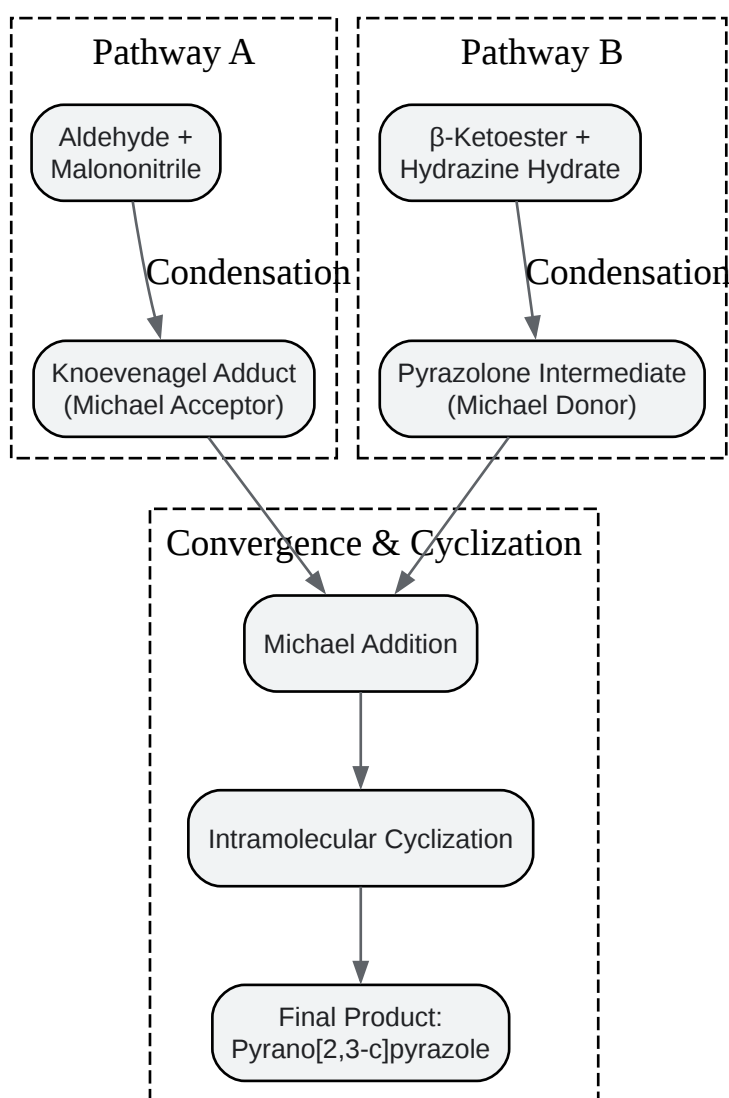 Pathway A
Aldehyde +
Malononitrile
Condensation
Knoevenagel Adduct
(Michael Acceptor)
Pathway B
β-Ketoester +
Hydrazine Hydrate
Condensation
Pyrazolone Intermediate
(Michael Donor)
Convergence & Cyclization
Michael Addition
Intramolecular Cyclization
Final Product:
Pyrano[2,3-c]pyrazole